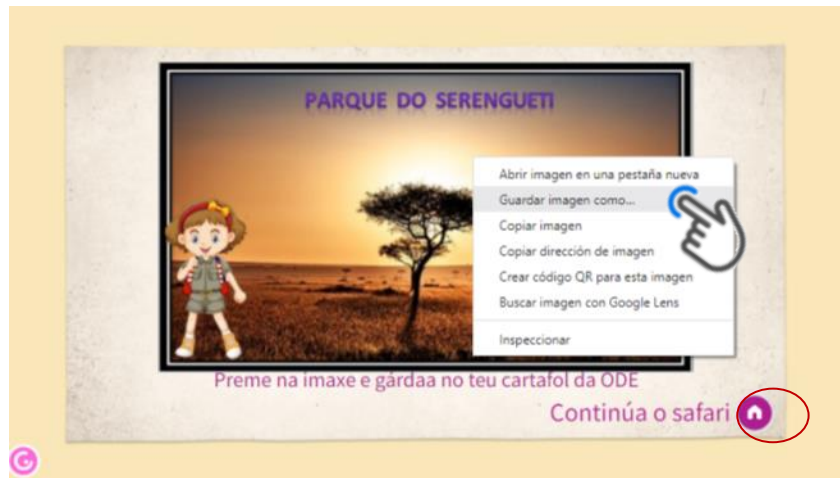 PARQUE DO SERENGUETI
Abrir imagen en una pestaña nueva
Guardar imagen como...
Copiar imagen
Copiar dirección de imagen
Crear código QR para esta imagen
Buscar imagen con Google Lens
Inspeccionar
Preme na imaxe e gárdaa no teu cartafol da ODE
Continúa o safari